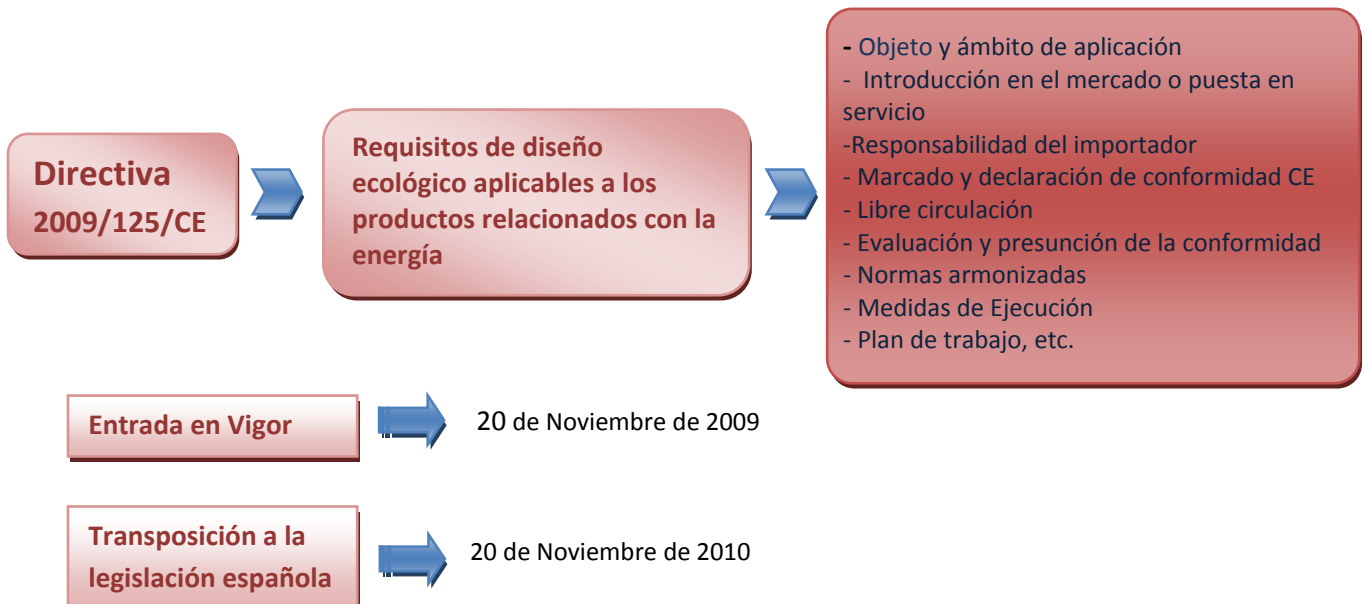 Directiva
2009/125/CE
Requisitos de diseño
ecológico aplicables a los
productos relacionados con la
energía
- Objeto y ámbito de aplicación
- Introducción en el mercado o puesta en
servicio
-Responsabilidad del importador
- Marcado y declaración de conformidad CE
- Libre circulación
- Evaluación y presunción de la conformidad
- Normas armonizadas
- Medidas de Ejecución
- Plan de trabajo, etc.
Entrada en Vigor
20 de Noviembre de 2009
Transposición a la
legislación española
20 de Noviembre de 2010